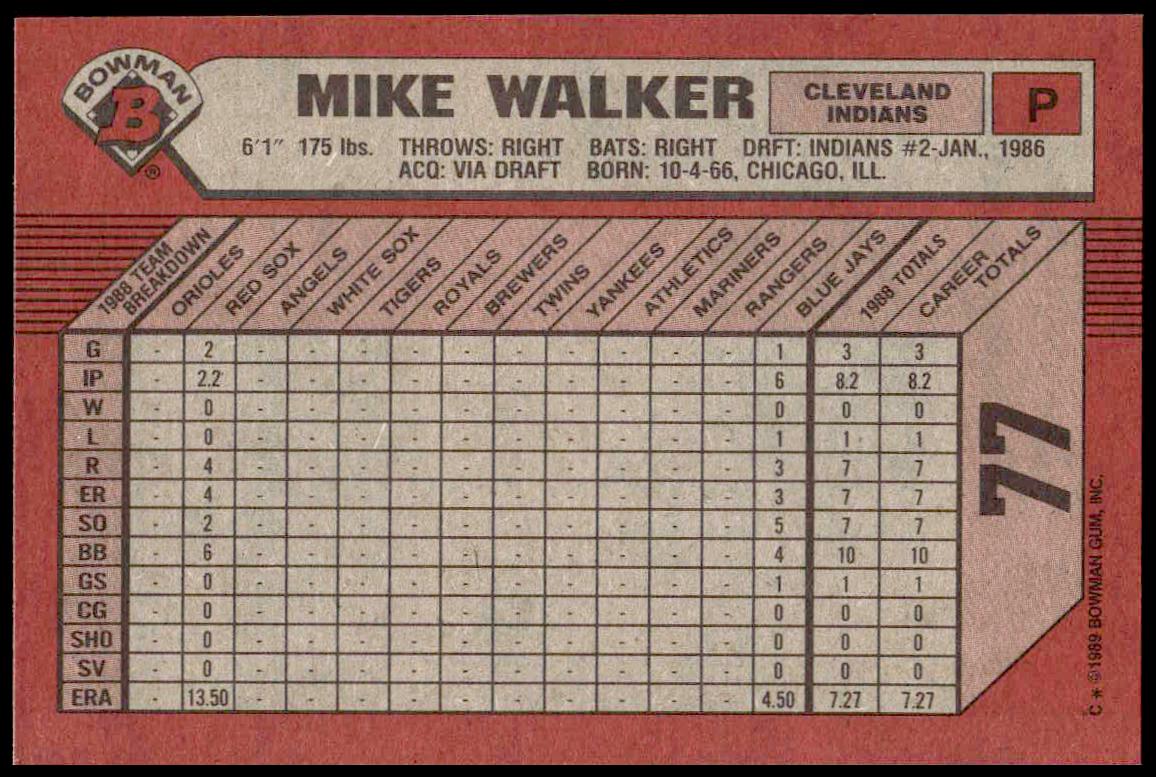 BOWMAN
B
®
MIKE WALKER
CLEVELAND
INDIANS
P
6'1" 175 lbs. THROWS: RIGHT BATS: RIGHT DRFT: INDIANS #2-JAN., 1986
ACQ: VIA DRAFT BORN: 10-4-66, CHICAGO, ILL.
1988 TEAM
BREAKDOWN
ORIOLES
RED SOX
ANGELS
WHITE SOX
TIGERS
ROYALS
BREWERS
TWINS
YANKEES
ATHLETICS
MARINERS
RANGERS
BLUE JAYS
1988 TOTALS
CAREER
TOTALS
G - 2 - - - - - - - - - - 1 3 3
IP - 2.2 - - - - - - - - - - 6 8.2 8.2
W - 0 - - - - - - - - - - 0 0 0
L - 0 - - - - - - - - - - 1 1 1
R - 4 - - - - - - - - - - 3 7 7
ER - 4 - - - - - - - - - - 3 7 7
SO - 2 - - - - - - - - - - 5 7 7
BB - 6 - - - - - - - - - - 4 10 10
GS - 0 - - - - - - - - - - 1 1 1
CG - 0 - - - - - - - - - - 0 0 0
SHO - 0 - - - - - - - - - - 0 0 0
SV - 0 - - - - - - - - - - 0 0 0
ERA - 13.50 - - - - - - - - - - 4.50 7.27 7.27
77
C * ©1989 BOWMAN GUM, INC.